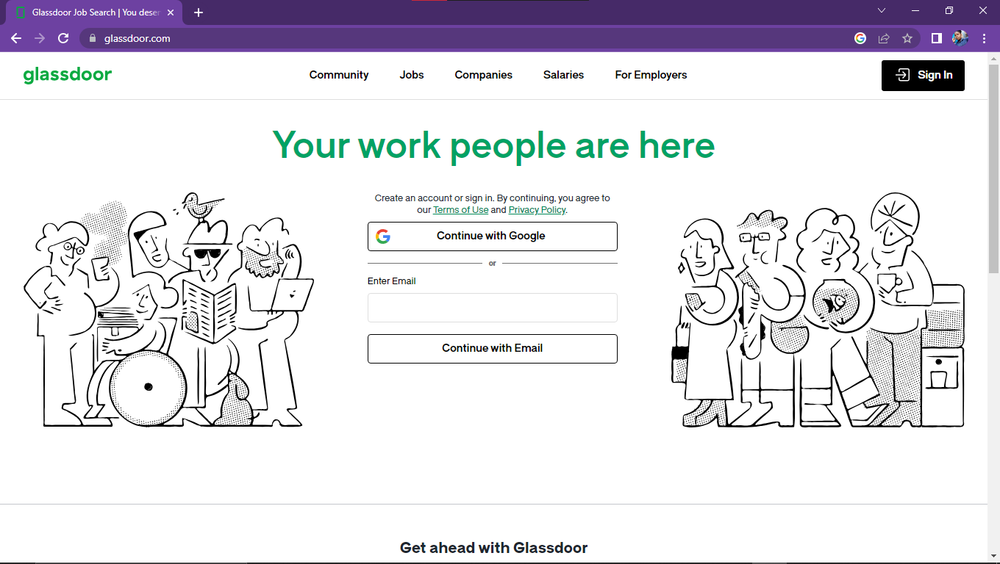 Glassdoor Job Search | You deser
glassdoor.com
glassdoor
Community
Jobs
Companies
Salaries
For Employers
Sign In
Your work people are here
Create an account or sign in. By continuing, you agree to
our Terms of Use and Privacy Policy.
Continue with Google
or
Enter Email
Continue with Email
Get ahead with Glassdoor